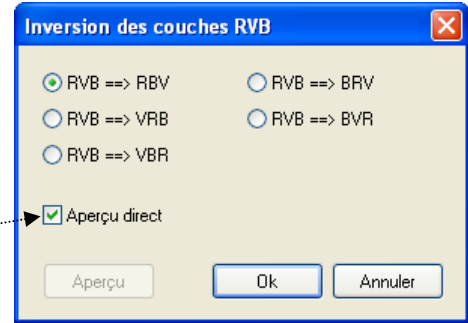 Inversion des couches RVB
RVB ==> RBV
RVB ==> BRV
RVB ==> VRB
RVB ==> BVR
RVB ==> VBR
Aperçu direct
Aperçu
Ok
Annuler